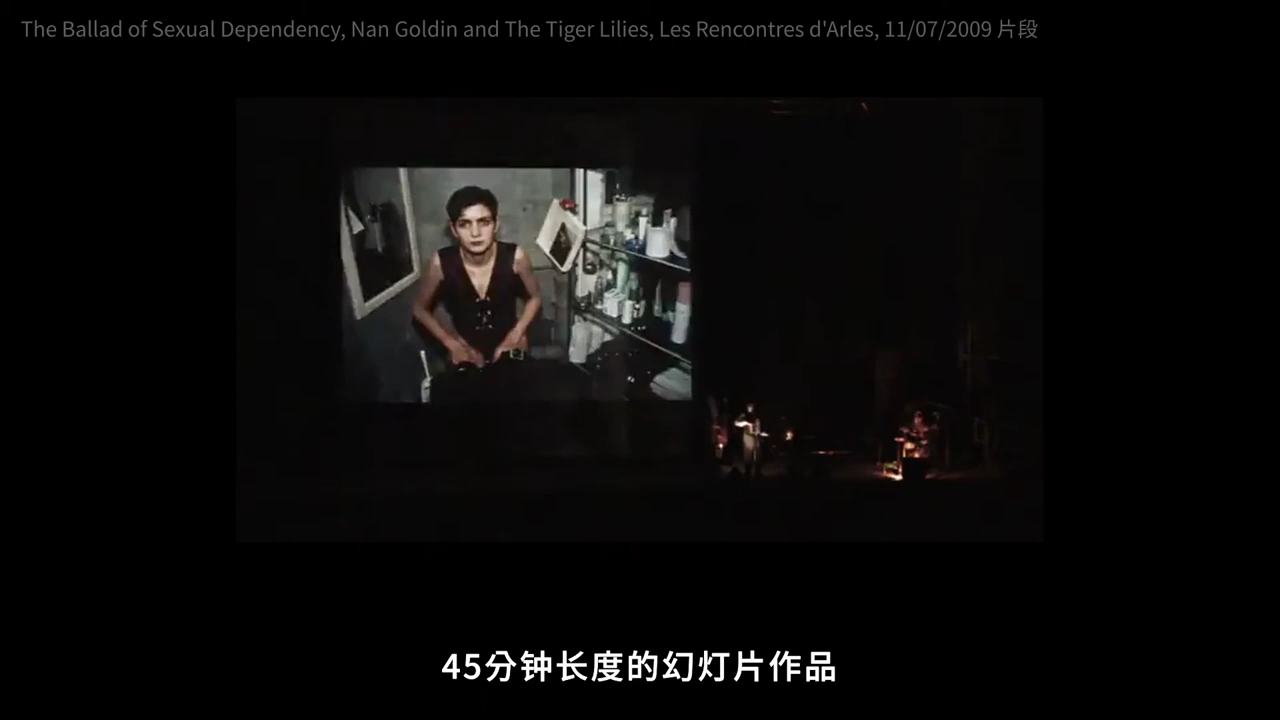 The Ballad of Sexual Dependency, Nan Goldin and The Tiger Lilies, Les Rencontres d'Arles, 11/07/2009 片段
45分钟长度的幻灯片作品